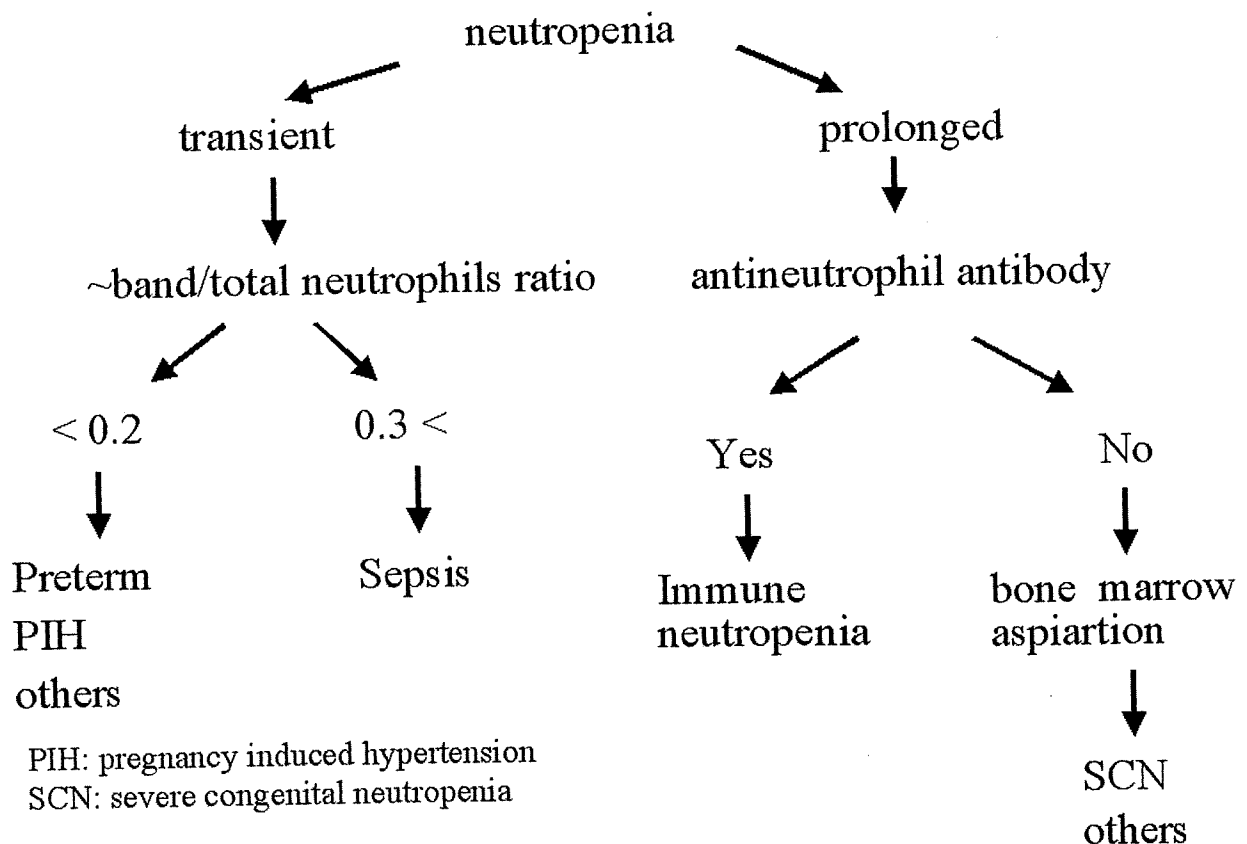 neutropenia
transient
prolonged
~band/total neutrophils ratio
antineutrophil antibody
< 0.2
0.3 <
Yes
No
Preterm
PIH
others
Sepsis
Immune
neutropenia
bone marrow
aspiartion
SCN
others
PIH: pregnancy induced hypertension
SCN: severe congenital neutropenia